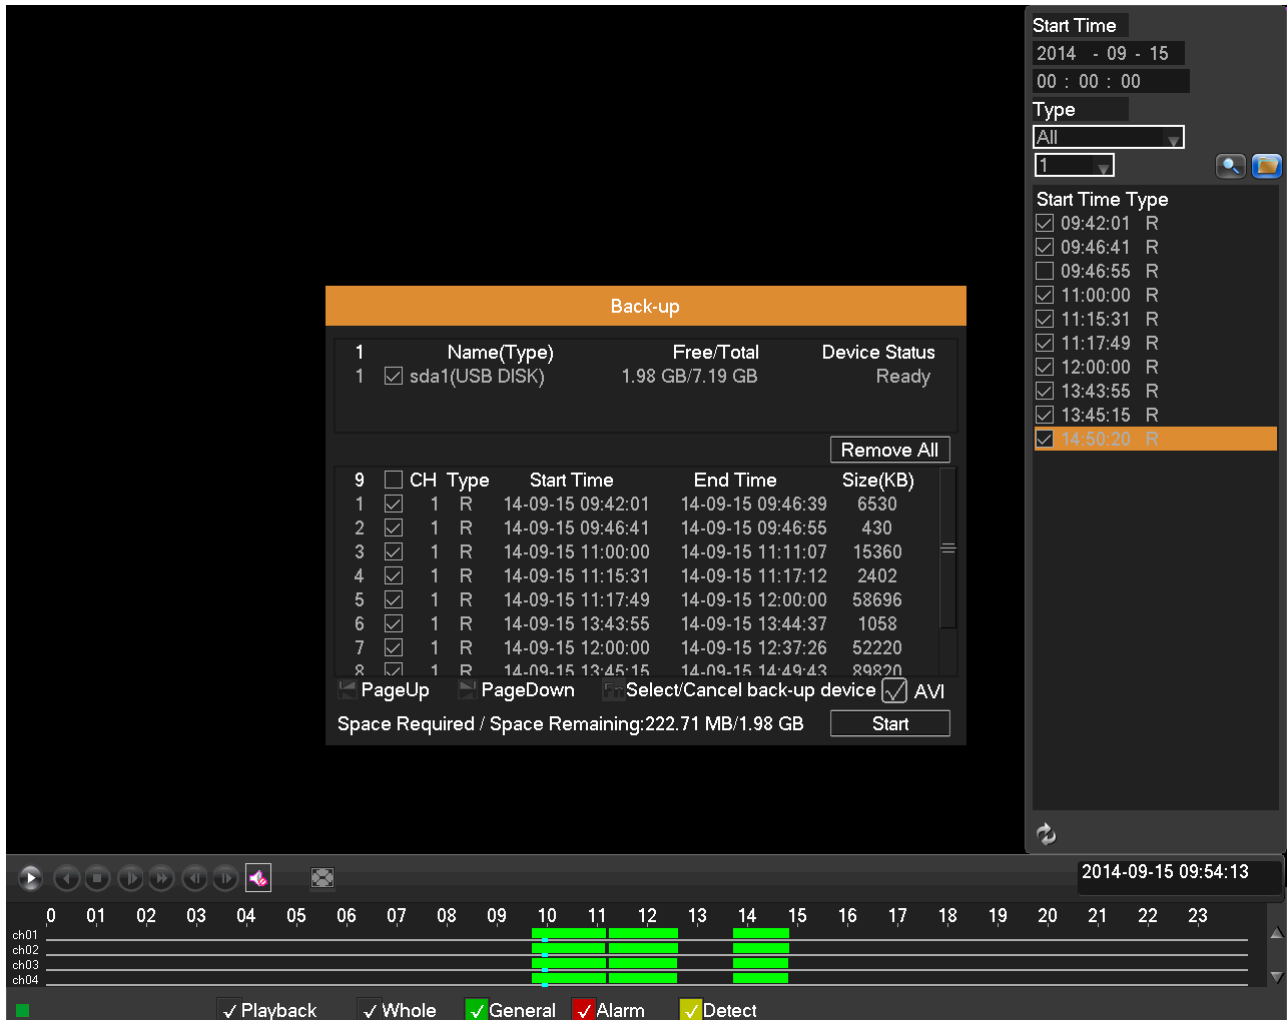 Start Time
2014 - 09 - 15
00 : 00 : 00
Type
All
1
Start Time Type
09:42:01 R
09:46:41 R
09:46:55 R
11:00:00 R
11:15:31 R
11:17:49 R
12:00:00 R
13:43:55 R
13:45:15 R
14:50:20 R
Back-up
1 Name(Type) Free/Total Device Status
1 sda1(USB DISK) 1.98 GB/7.19 GB Ready
Remove All
9 CH Type Start Time End Time Size(KB)
1 1 R 14-09-15 09:42:01 14-09-15 09:46:39 6530
2 1 R 14-09-15 09:46:41 14-09-15 09:46:55 430
3 1 R 14-09-15 11:00:00 14-09-15 11:11:07 15360
4 1 R 14-09-15 11:15:31 14-09-15 11:17:12 2402
5 1 R 14-09-15 11:17:49 14-09-15 12:00:00 58696
6 1 R 14-09-15 13:43:55 14-09-15 13:44:37 1058
7 1 R 14-09-15 12:00:00 14-09-15 12:37:26 52220
8 1 R 14-09-15 13:45:15 14-09-15 14:49:43 89820
PageUp PageDown Fn Select/Cancel back-up device AVI
Space Required / Space Remaining:222.71 MB/1.98 GB Start
2014-09-15 09:54:13
0 01 02 03 04 05 06 07 08 09 10 11 12 13 14 15 16 17 18 19 20 21 22 23
ch01
ch02
ch03
ch04
Playback Whole General Alarm Detect